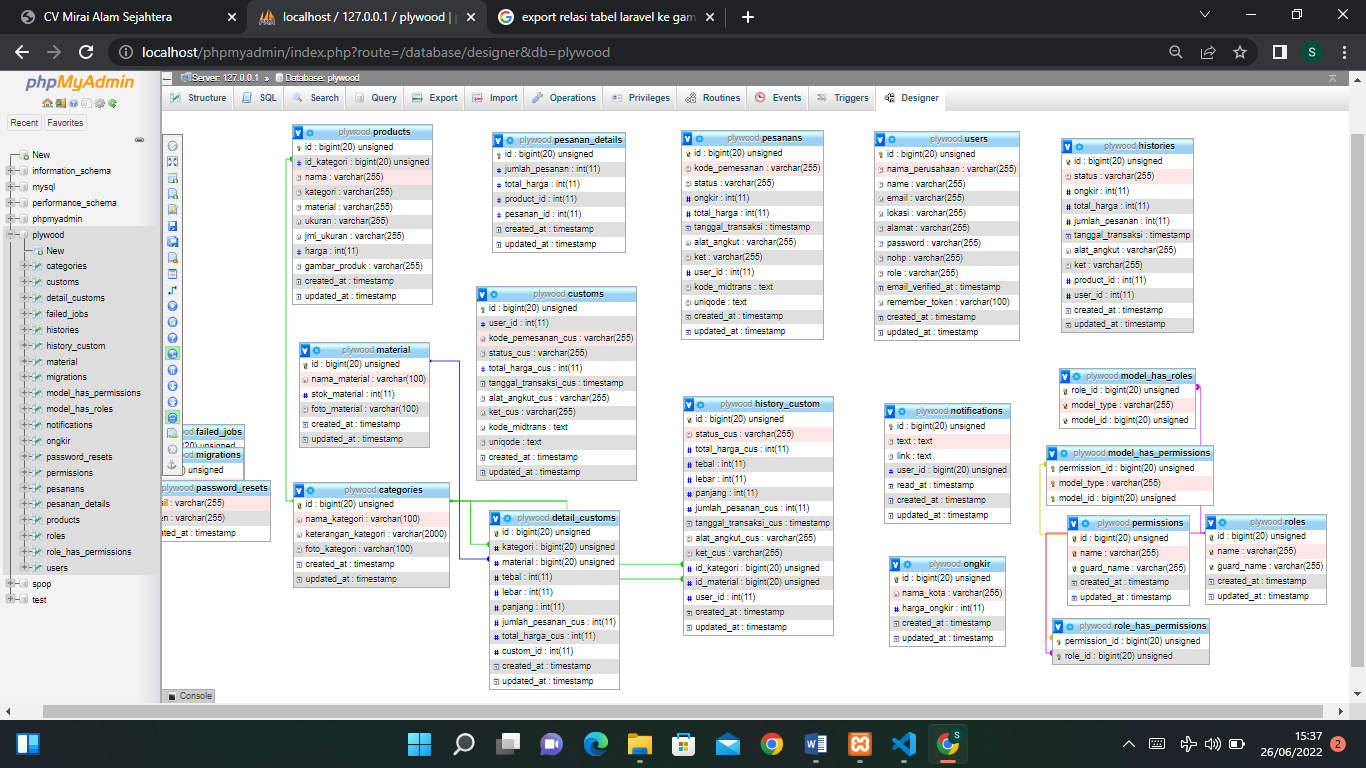 CV Mirai Alam Sejahtera
localhost / 127.0.0.1 / plywood | p
export relasi tabel laravel ke gam
localhost/phpmyadmin/index.php?route=/database/designer&db=plywood
S
phpMyAdmin
Recent
Favorites
New
information_schema
mysql
performance_schema
phpmyadmin
plywood
New
categories
customs
detail_customs
failed_jobs
histories
history_custom
material
migrations
model_has_permissions
model_has_roles
notifications
ongkir
password_resets
permissions
pesanans
pesanan_details
products
roles
role_has_permissions
users
spop
test
Server: 127.0.0.1 » Database: plywood
Structure
SQL
Search
Query
Export
Import
Operations
Privileges
Routines
Events
Triggers
Designer
plywood products
id : bigint(20) unsigned
id_kategori : bigint(20) unsigned
nama : varchar(255)
kategori : varchar(255)
material : varchar(255)
ukuran : varchar(255)
jml_ukuran : varchar(255)
harga : int(11)
gambar_produk : varchar(255)
created_at : timestamp
updated_at : timestamp
plywood pesanan_details
id : bigint(20) unsigned
jumlah_pesanan : int(11)
total_harga : int(11)
product_id : int(11)
pesanan_id : int(11)
created_at : timestamp
updated_at : timestamp
plywood pesanans
id : bigint(20) unsigned
kode_pemesanan : varchar(255)
status : varchar(255)
ongkir : int(11)
total_harga : int(11)
tanggal_transaksi : timestamp
alat_angkut : varchar(255)
ket : varchar(255)
user_id : int(11)
kode_midtrans : text
uniqode : text
created_at : timestamp
updated_at : timestamp
plywood users
id : bigint(20) unsigned
nama_perusahaan : varchar(255)
name : varchar(255)
email : varchar(255)
lokasi : varchar(255)
alamat : varchar(255)
password : varchar(255)
nohp : varchar(255)
role : varchar(255)
email_verified_at : timestamp
remember_token : varchar(100)
created_at : timestamp
updated_at : timestamp
plywood histories
id : bigint(20) unsigned
status : varchar(255)
ongkir : int(11)
total_harga : int(11)
jumlah_pesanan : int(11)
tanggal_transaksi : timestamp
alat_angkut : varchar(255)
ket : varchar(255)
product_id : int(11)
user_id : int(11)
created_at : timestamp
updated_at : timestamp
plywood customs
id : bigint(20) unsigned
user_id : int(11)
kode_pemesanan_cus : varchar(255)
status_cus : varchar(255)
total_harga_cus : int(11)
tanggal_transaksi_cus : timestamp
alat_angkut_cus : varchar(255)
ket_cus : varchar(255)
kode_midtrans : text
uniqode : text
created_at : timestamp
updated_at : timestamp
plywood material
id : bigint(20) unsigned
nama_material : varchar(100)
stok_material : int(11)
foto_material : varchar(100)
created_at : timestamp
updated_at : timestamp
plywood model_has_roles
role_id : bigint(20) unsigned
model_type : varchar(255)
model_id : bigint(20) unsigned
plywood history_custom
id : bigint(20) unsigned
status_cus : varchar(255)
total_harga_cus : int(11)
tebal : int(11)
lebar : int(11)
panjang : int(11)
jumlah_pesanan_cus : int(11)
tanggal_transaksi_cus : timestamp
alat_angkut_cus : varchar(255)
ket_cus : varchar(255)
id_kategori : bigint(20) unsigned
id_material : bigint(20) unsigned
user_id : int(11)
created_at : timestamp
updated_at : timestamp
plywood notifications
id : bigint(20) unsigned
text : text
link : text
user_id : bigint(20) unsigned
read_at : timestamp
created_at : timestamp
updated_at : timestamp
failed_jobs
(20) unsigned
migrations
unsigned
plywood password_resets
ail : varchar(255)
en : varchar(255)
ated_at : timestamp
plywood model_has_permissions
permission_id : bigint(20) unsigned
model_type : varchar(255)
model_id : bigint(20) unsigned
plywood categories
id : bigint(20) unsigned
nama_kategori : varchar(100)
keterangan_kategori : varchar(2000)
foto_kategori : varchar(100)
created_at : timestamp
updated_at : timestamp
plywood detail_customs
id : bigint(20) unsigned
kategori : bigint(20) unsigned
material : bigint(20) unsigned
tebal : int(11)
lebar : int(11)
panjang : int(11)
jumlah_pesanan_cus : int(11)
total_harga_cus : int(11)
custom_id : int(11)
created_at : timestamp
updated_at : timestamp
plywood permissions
id : bigint(20) unsigned
name : varchar(255)
guard_name : varchar(255)
created_at : timestamp
updated_at : timestamp
plywood roles
id : bigint(20) unsigned
name : varchar(255)
guard_name : varchar(255)
created_at : timestamp
updated_at : timestamp
plywood ongkir
id : bigint(20) unsigned
nama_kota : varchar(255)
harga_ongkir : int(11)
created_at : timestamp
updated_at : timestamp
plywood role_has_permissions
permission_id : bigint(20) unsigned
role_id : bigint(20) unsigned
Console
15:37
26/06/2022
2